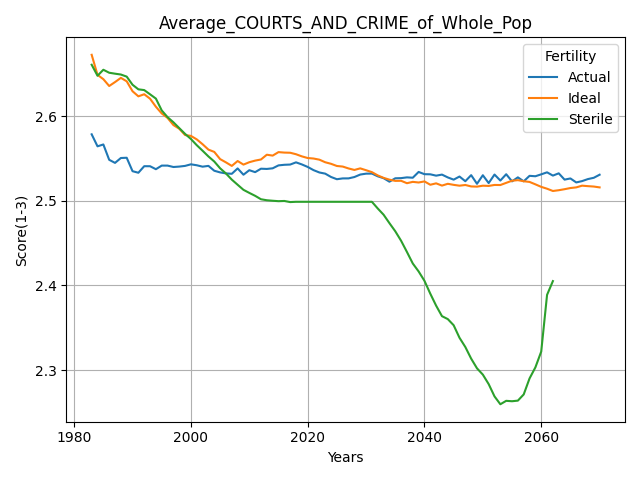 Average_COURTS_AND_CRIME_of_Whole_Pop
Fertility
Actual
Ideal
Sterile
Score(1-3)
2.6
2.5
2.4
2.3
1980 2000 2020 2040 2060
Years